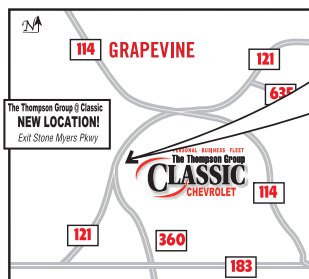 N
114 GRAPEVINE
121
635
The Thompson Group @ Classic
NEW LOCATION!
Exit Stone Myers Pkwy
PERSONAL · BUSINESS · FLEET
The Thompson Group
CLASSIC
CHEVROLET
114
121
360
183